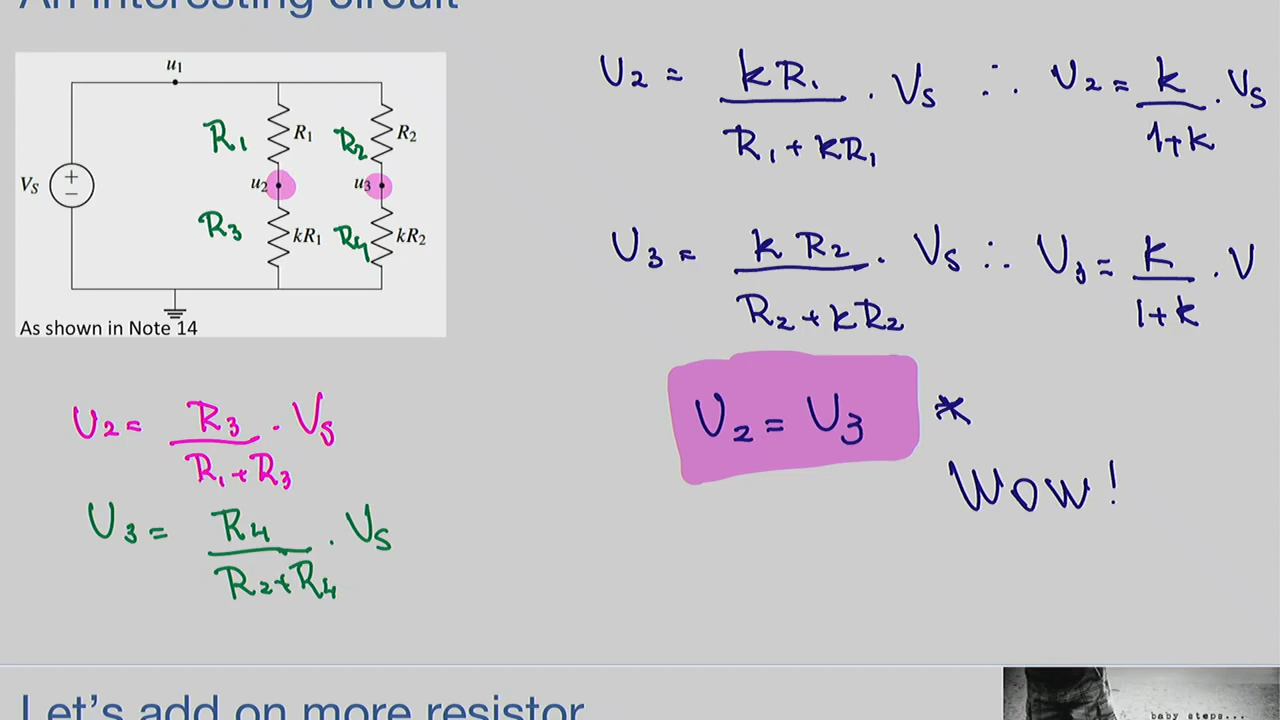 An interesting circuit
u1
R1 R1 R2 R2
VS + − u2 u3
R3 kR1 R4 kR2
As shown in Note 14
U2 = kR1 / R1 + kR1 · VS ∴ U2 = k / 1+k · VS
U3 = k R2 / R2 + kR2 · VS ∴ U3 = k / 1+k · V
U2 = U3 *
WOW!
U2 = R3 / R1+R3 · VS
U3 = R4 / R2+R4 · VS
Let's add on more resistor
baby steps...